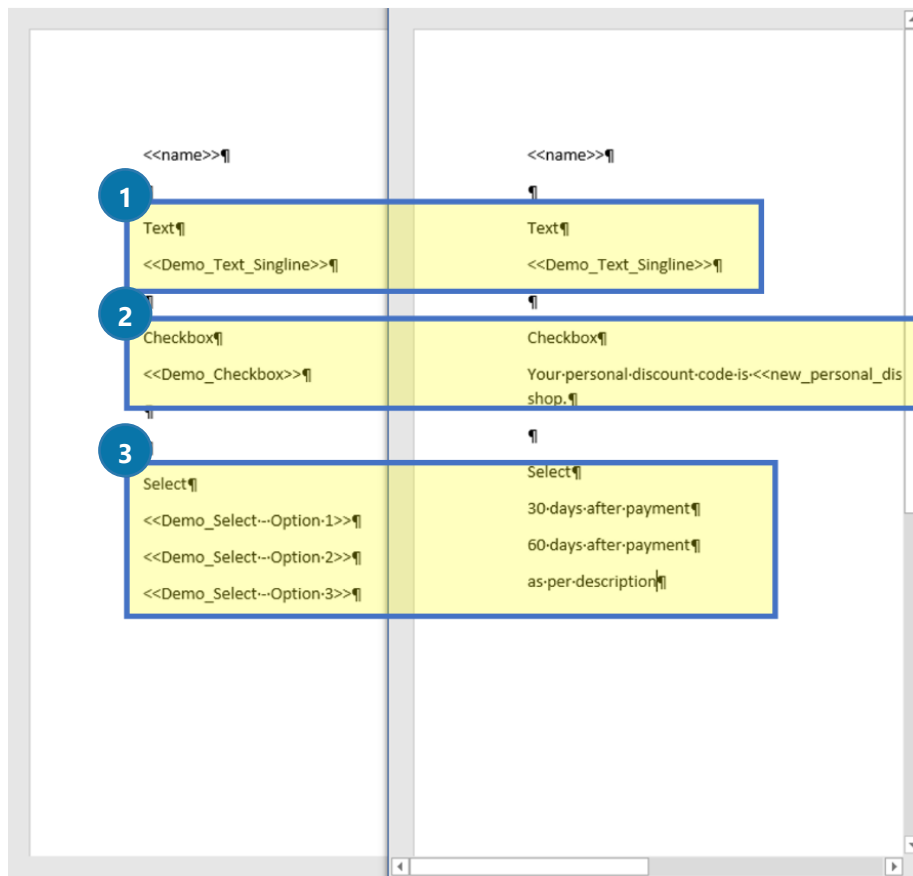 <<name>>¶
¶
1
Text¶
<<Demo_Text_Singline>>¶
¶
2
Checkbox¶
<<Demo_Checkbox>>¶
¶
¶
3
Select¶
<<Demo_Select·-·Option·1>>¶
<<Demo_Select·-·Option·2>>¶
<<Demo_Select·-·Option·3>>¶
<<name>>¶
¶
Text¶
<<Demo_Text_Singline>>¶
¶
Checkbox¶
Your·personal·discount·code·is·<<new_personal_dis
shop.¶
¶
Select¶
30·days·after·payment¶
60·days·after·payment¶
as·per·description¶